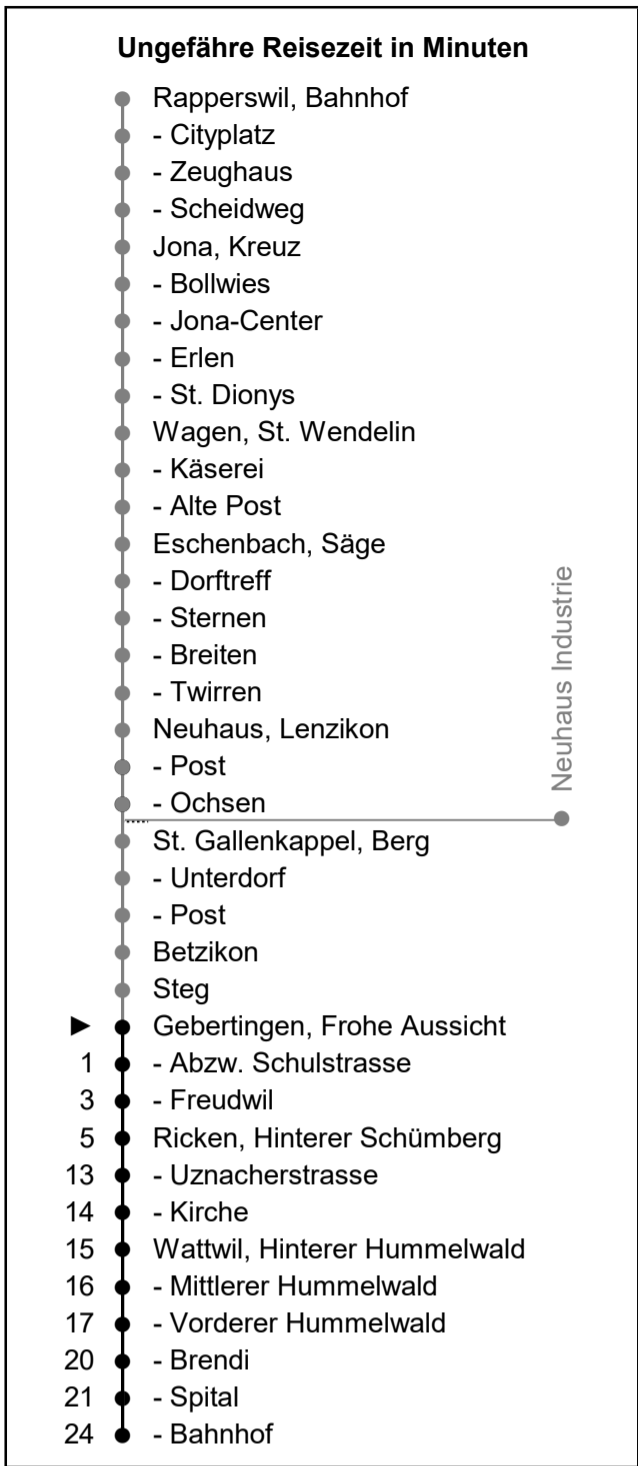 Ungefähre Reisezeit in Minuten
Rapperswil, Bahnhof
- Cityplatz
- Zeughaus
- Scheidweg
Jona, Kreuz
- Bollwies
- Jona-Center
- Erlen
- St. Dionys
Wagen, St. Wendelin
- Käserei
- Alte Post
Eschenbach, Säge
- Dorftreff
- Sternen
- Breiten
- Twirren
Neuhaus, Lenzikon
- Post
- Ochsen
Neuhaus Industrie
St. Gallenkappel, Berg
- Unterdorf
- Post
Betzikon
Steg
► Gebertingen, Frohe Aussicht
1 - Abzw. Schulstrasse
3 - Freudwil
5 Ricken, Hinterer Schümberg
13 - Uznacherstrasse
14 - Kirche
15 Wattwil, Hinterer Hummelwald
16 - Mittlerer Hummelwald
17 - Vorderer Hummelwald
20 - Brendi
21 - Spital
24 - Bahnhof